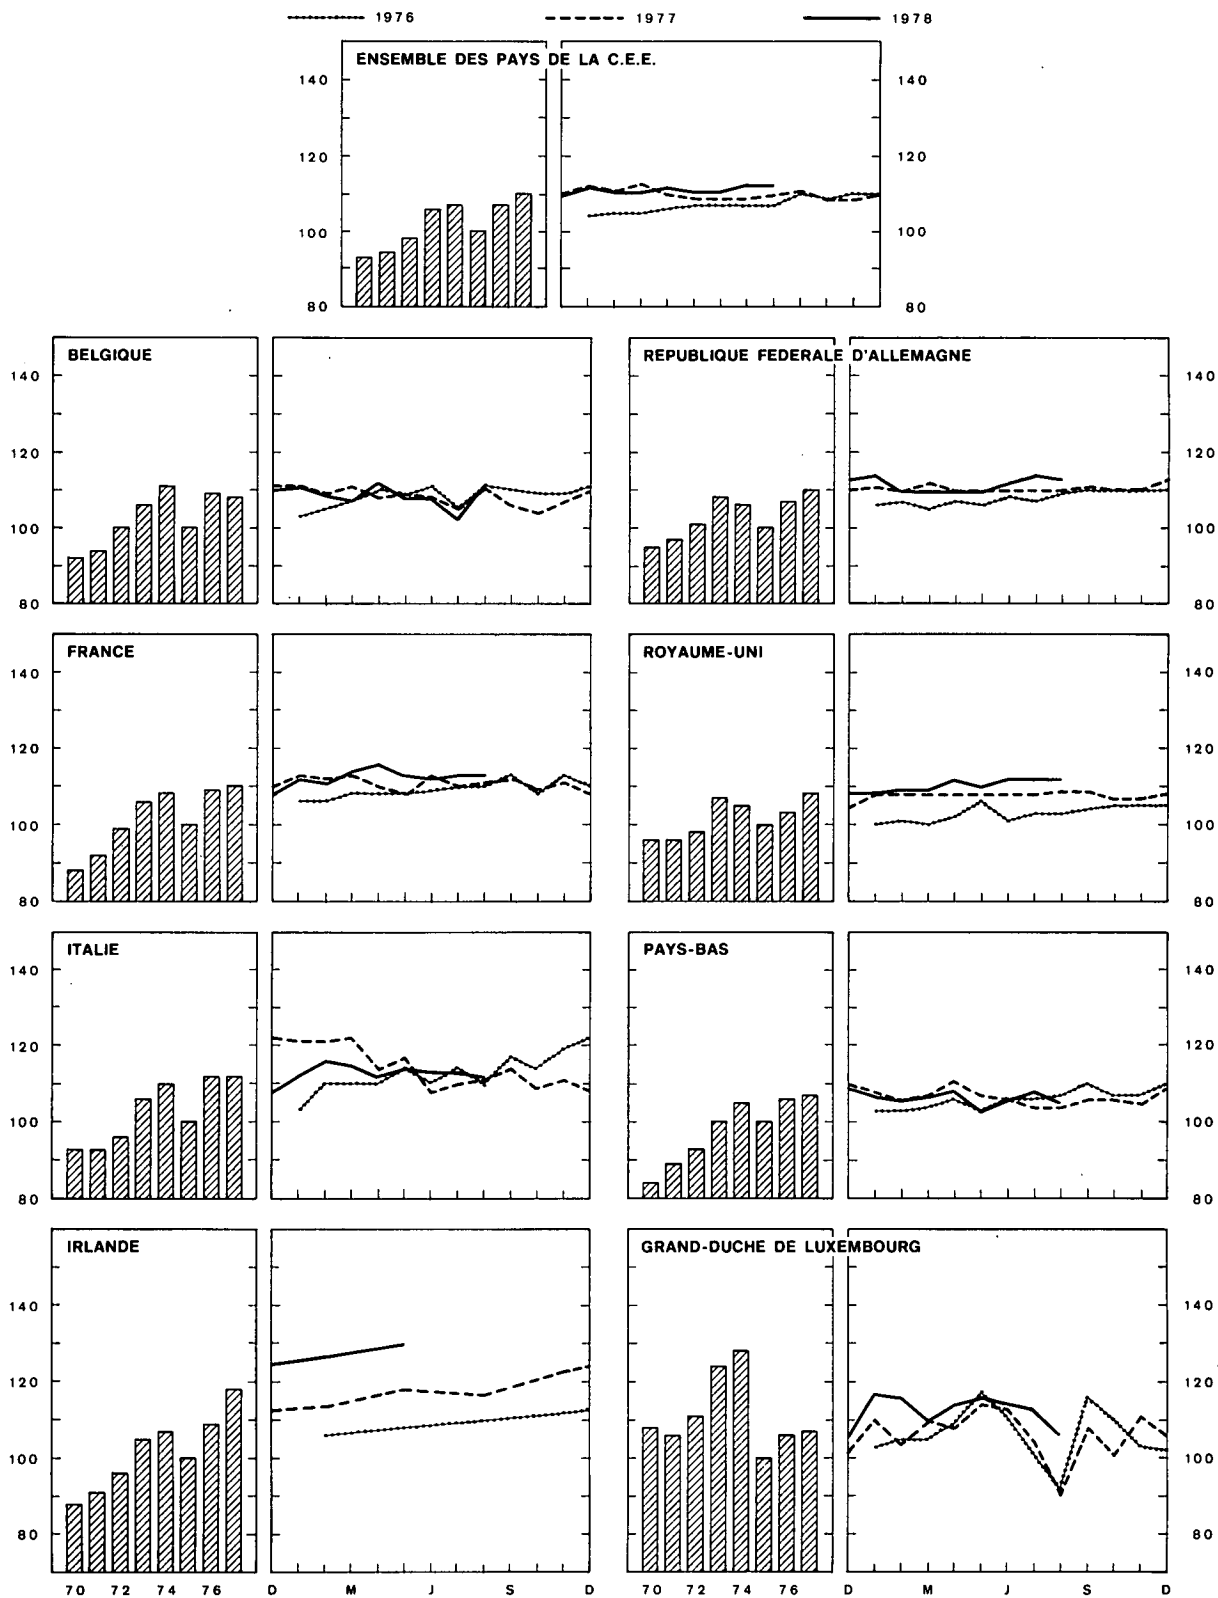 1976 1977 1978
ENSEMBLE DES PAYS DE LA C.E.E.
140 140
120 120
100 100
80 80
BELGIQUE REPUBLIQUE FEDERALE D'ALLEMAGNE
140 140
120 120
100 100
80 80
FRANCE ROYAUME-UNI
140 140
120 120
100 100
80 80
ITALIE PAYS-BAS
140 140
120 120
100 100
80 80
IRLANDE GRAND-DUCHE DE LUXEMBOURG
140 140
120 120
100 100
80 80
70 72 74 76 D M J S D 70 72 74 76 D M J S D